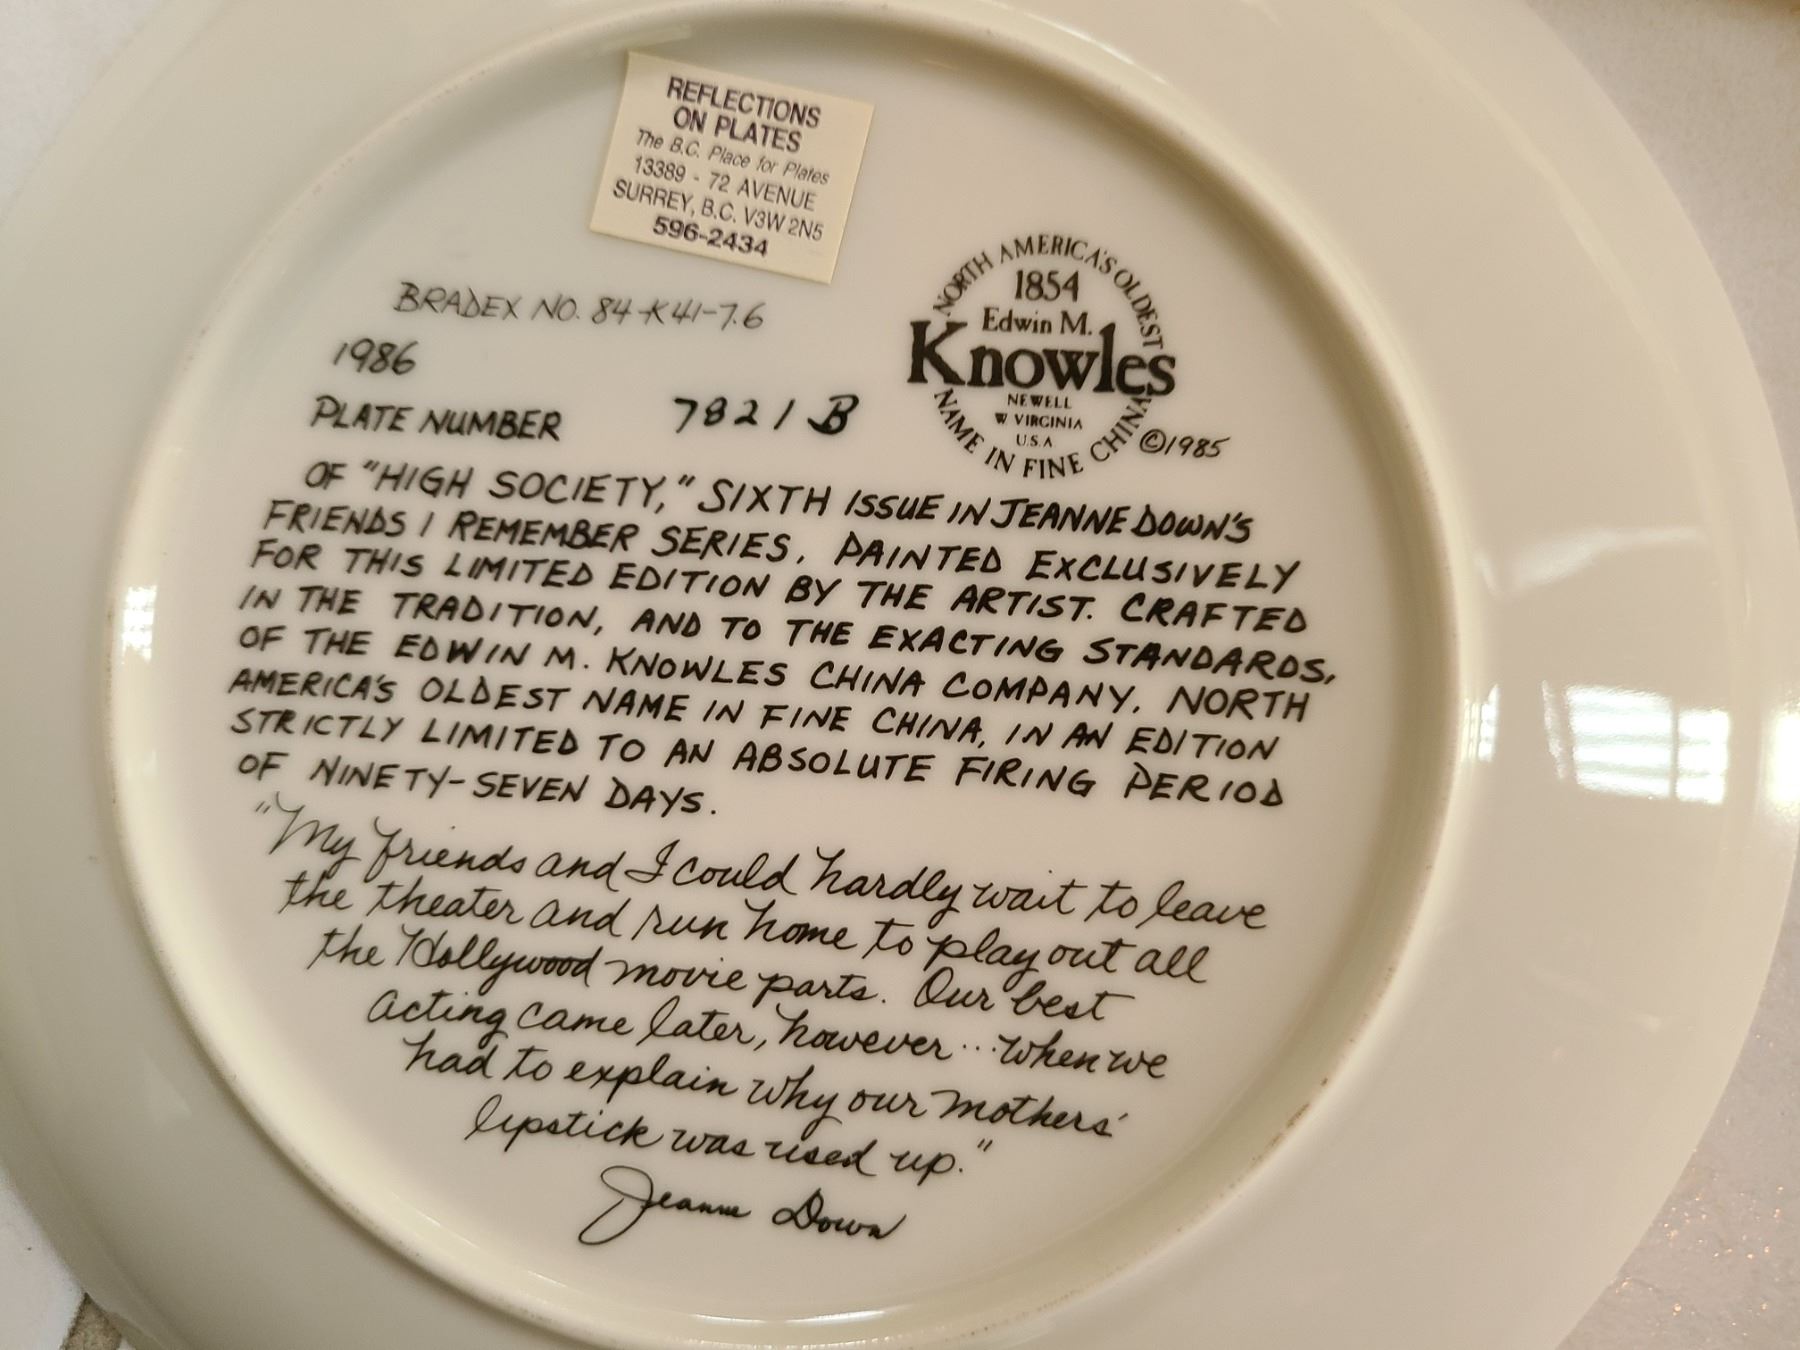 REFLECTIONS
ON PLATES
The B.C. Place for Plates
13389 - 72 AVENUE
SURREY, B.C. V3W 2N5
596-2434
NORTH AMERICA'S OLDEST
1854
Edwin M.
Knowles
NEWELL
W VIRGINIA
U.S.A
NAME IN FINE CHINA
©1985
BRADEX NO. 84-K41-7.6
1986
PLATE NUMBER 7821 B
OF "HIGH SOCIETY," SIXTH ISSUE IN JEANNE DOWN'S
FRIENDS I REMEMBER SERIES, PAINTED EXCLUSIVELY
FOR THIS LIMITED EDITION BY THE ARTIST. CRAFTED
IN THE TRADITION, AND TO THE EXACTING STANDARDS,
OF THE EDWIN M. KNOWLES CHINA COMPANY, NORTH
AMERICA'S OLDEST NAME IN FINE CHINA, IN AN EDITION
STRICTLY LIMITED TO AN ABSOLUTE FIRING PERIOD
OF NINETY-SEVEN DAYS.
"My friends and I could hardly wait to leave
the theater and run home to play out all
the Hollywood movie parts. Our best
acting came later, however...when we
had to explain why our mothers'
lipstick was used up."
Jeanne Down